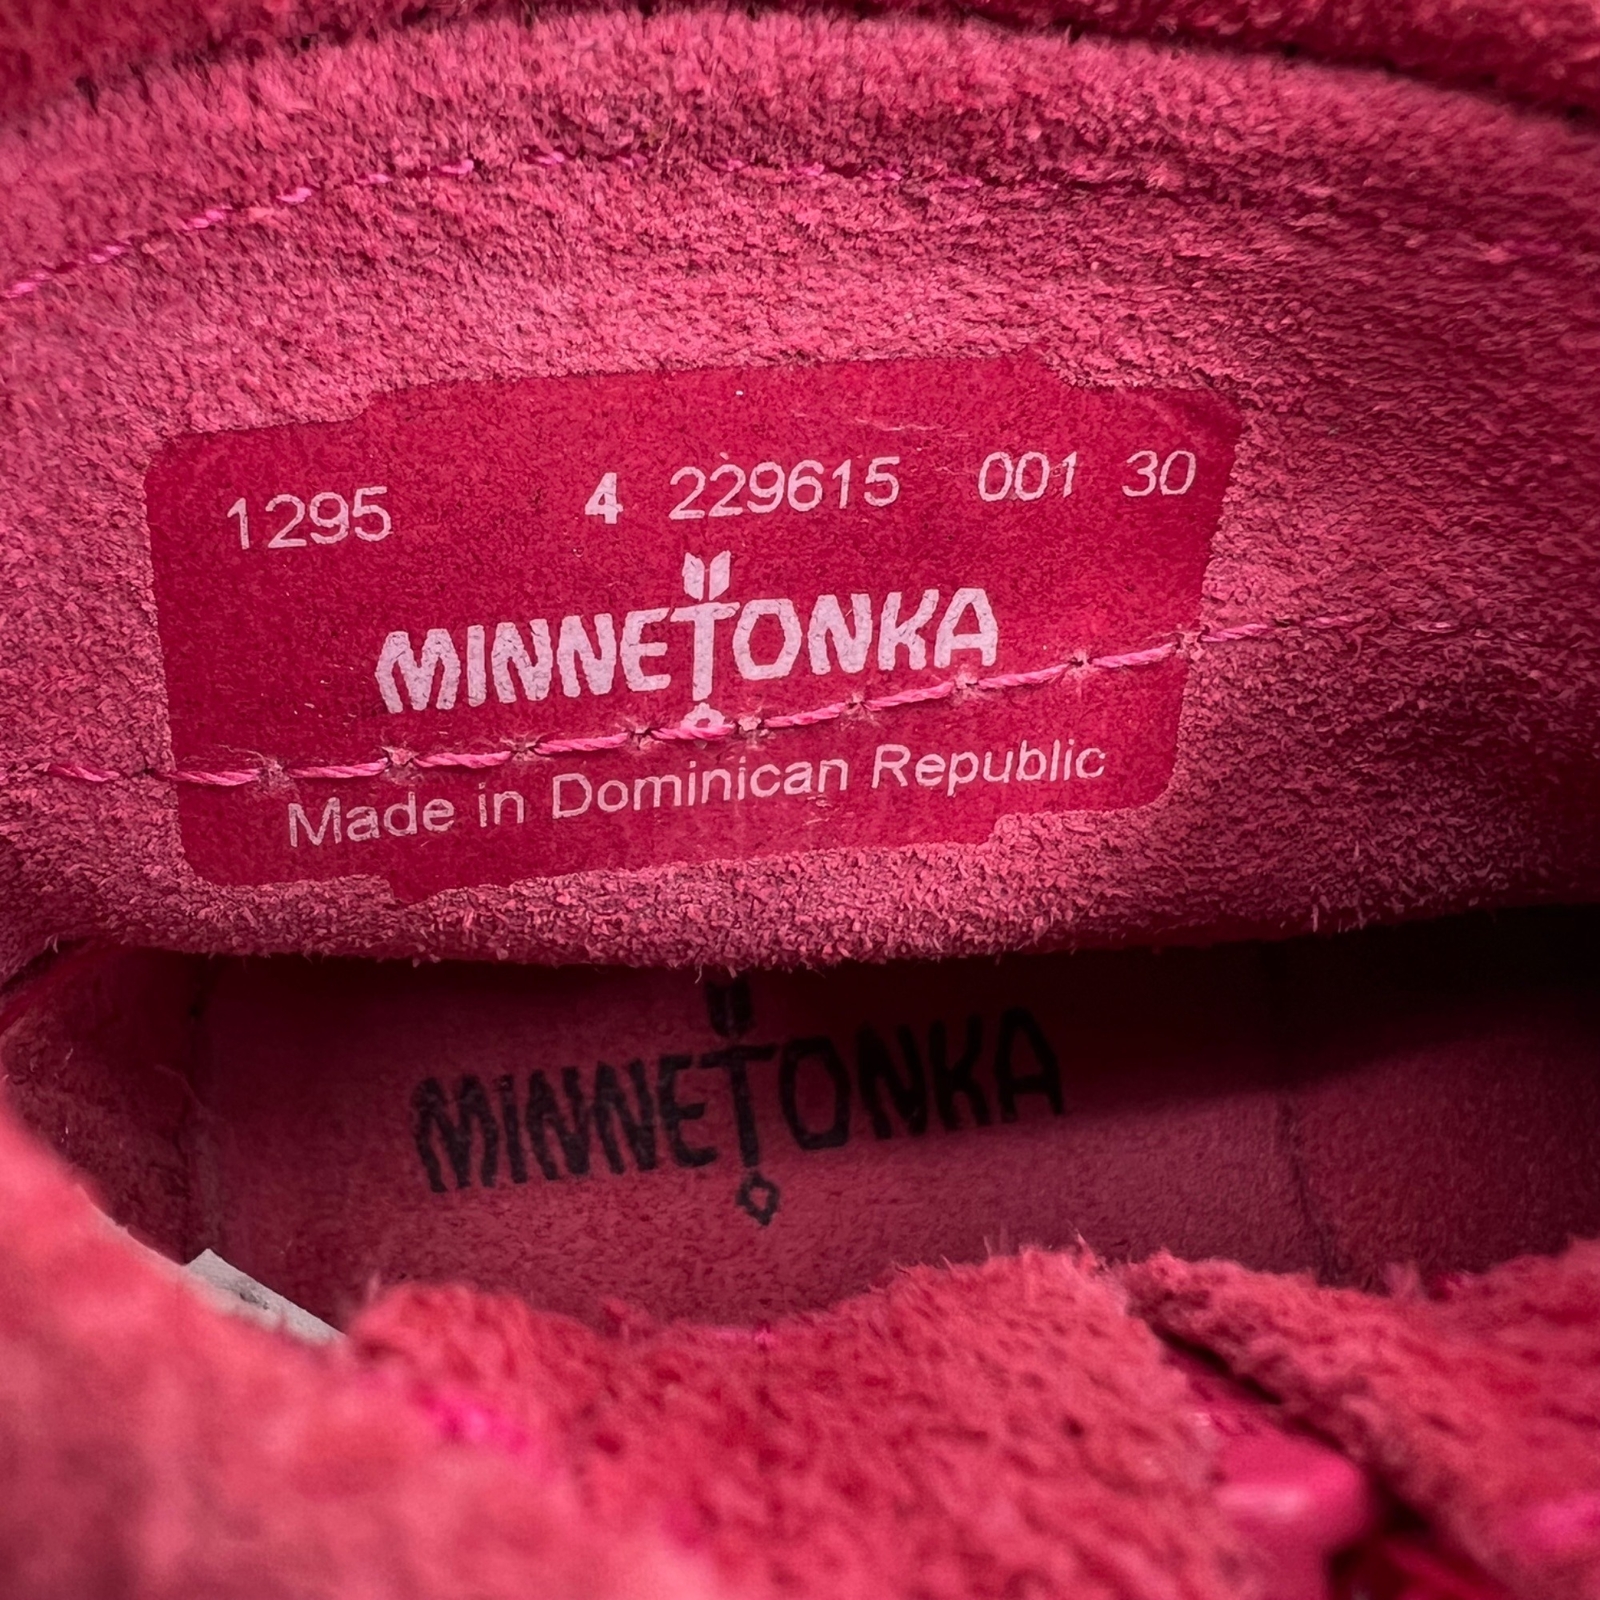 1295 4 229615 001 30
MINNETONKA
Made in Dominican Republic
MINNETONKA